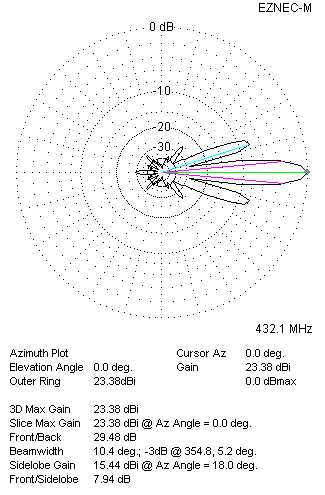 EZNEC-M
0 dB
-10
-20
-30
432.1 MHz
Azimuth Plot Cursor Az 0.0 deg.
Elevation Angle 0.0 deg. Gain 23.38 dBi
Outer Ring 23.38dBi 0.0 dBmax
3D Max Gain 23.38 dBi
Slice Max Gain 23.38 dBi @ Az Angle = 0.0 deg.
Front/Back 29.48 dB
Beamwidth 10.4 deg.; -3dB @ 354.8, 5.2 deg.
Sidelobe Gain 15.44 dBi @ Az Angle = 18.0 deg.
Front/Sidelobe 7.94 dB